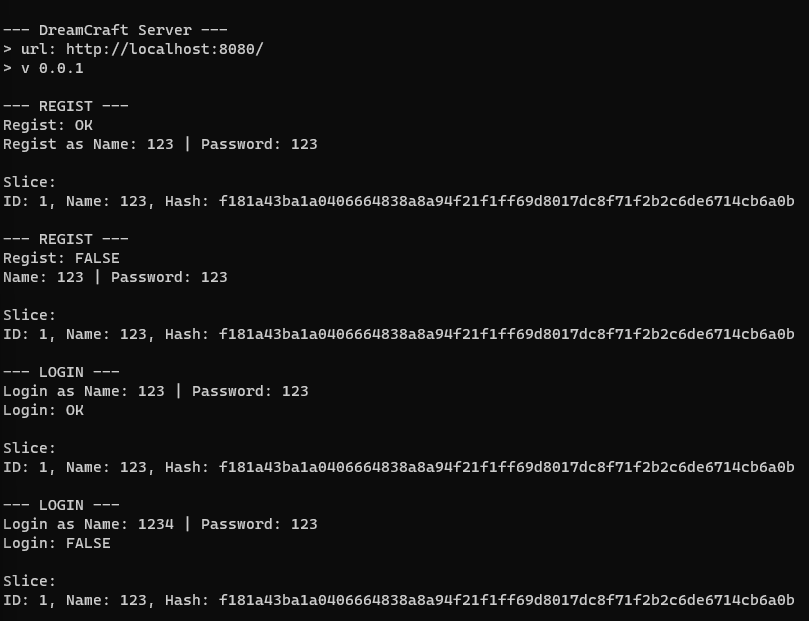 --- DreamCraft Server ---
> url: http://localhost:8080/
> v 0.0.1
--- REGIST ---
Regist: OK
Regist as Name: 123 | Password: 123
Slice:
ID: 1, Name: 123, Hash: f181a43ba1a0406664838a8a94f21f1ff69d8017dc8f71f2b2c6de6714cb6a0b
--- REGIST ---
Regist: FALSE
Name: 123 | Password: 123
Slice:
ID: 1, Name: 123, Hash: f181a43ba1a0406664838a8a94f21f1ff69d8017dc8f71f2b2c6de6714cb6a0b
--- LOGIN ---
Login as Name: 123 | Password: 123
Login: OK
Slice:
ID: 1, Name: 123, Hash: f181a43ba1a0406664838a8a94f21f1ff69d8017dc8f71f2b2c6de6714cb6a0b
--- LOGIN ---
Login as Name: 1234 | Password: 123
Login: FALSE
Slice:
ID: 1, Name: 123, Hash: f181a43ba1a0406664838a8a94f21f1ff69d8017dc8f71f2b2c6de6714cb6a0b